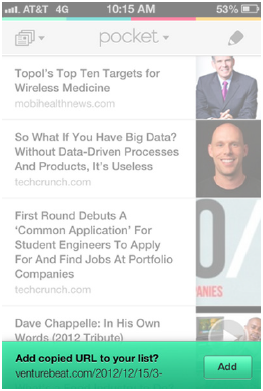 AT&T 4G 10:15 AM 53%
pocket
Topol's Top Ten Targets for
Wireless Medicine
mobihealthnews.com
So What If You Have Big Data?
Without Data-Driven Processes
And Products, It's Useless
techcrunch.com
First Round Debuts A
‘Common Application’ For
Student Engineers To Apply
For And Find Jobs At Portfolio
Companies
techcrunch.com
0/
PANIES
Dave Chappelle: In His Own
Words (2012 Tribute)
Add copied URL to your list?
venturebeat.com/2012/12/15/3-
Add